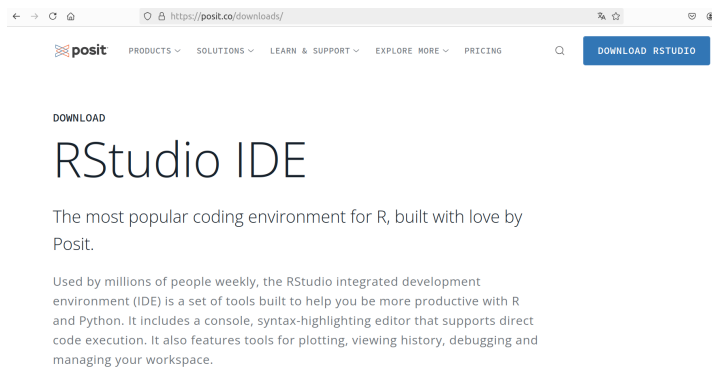 https://posit.co/downloads/
posit
PRODUCTS
SOLUTIONS
LEARN & SUPPORT
EXPLORE MORE
PRICING
DOWNLOAD RSTUDIO
DOWNLOAD
RStudio IDE
The most popular coding environment for R, built with love by
Posit.
Used by millions of people weekly, the RStudio integrated development
environment (IDE) is a set of tools built to help you be more productive with R
and Python. It includes a console, syntax-highlighting editor that supports direct
code execution. It also features tools for plotting, viewing history, debugging and
managing your workspace.